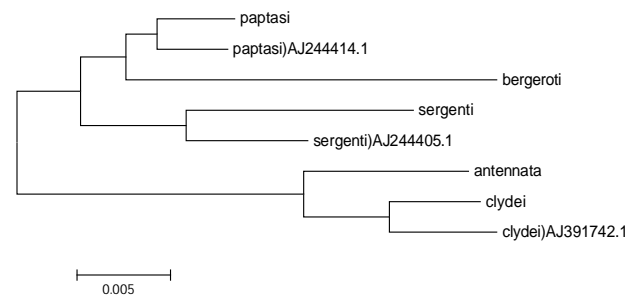 paptasi
paptasi)AJ244414.1
bergeroti
sergenti
sergenti)AJ244405.1
antennata
clydei
clydei)AJ391742.1
0.005